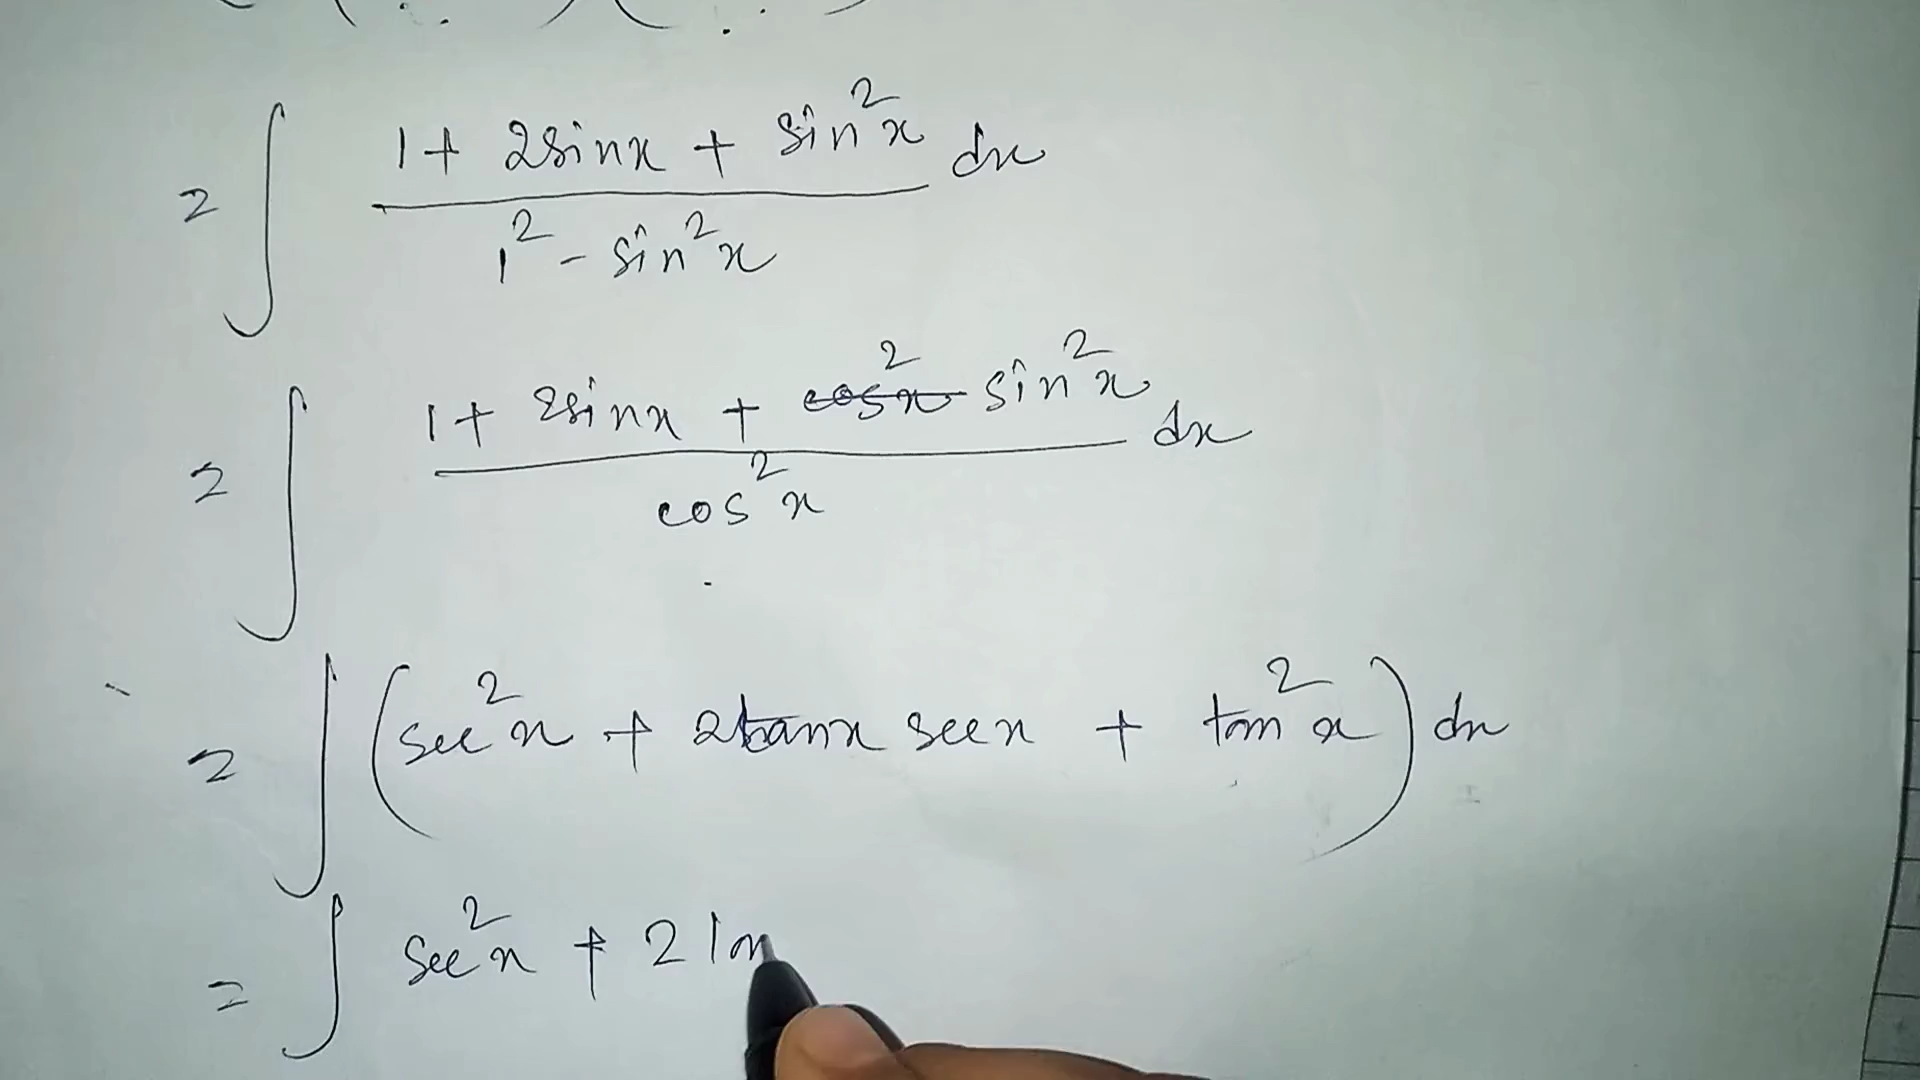 = ∫ (1 + 2sinx + sin²x) / (1² - sin²x) dx
= ∫ (1 + 2sinx + ~~cos²x~~ sin²x) / (cos²x) dx
= ∫ (sec²x + 2tanx secx + tan²x) dx
= ∫ sec²x + 2